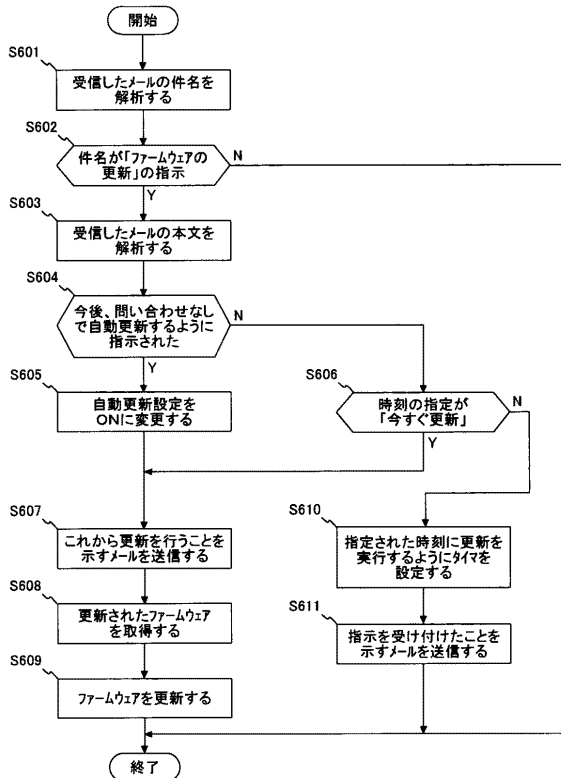 開始
S601
受信したメールの件名を
解析する
S602
件名が「ファームウェアの
更新」の指示
N
Y
S603
受信したメールの本文を
解析する
S604
今後、問い合わせなし
で自動更新するように
指示された
N
Y
S605
自動更新設定を
ONに変更する
S606
時刻の指定が
「今すぐ更新」
N
Y
S607
これから更新を行うことを
示すメールを送信する
S610
指定された時刻に更新を
実行するようにタイマを
設定する
S608
更新されたファームウェア
を取得する
S611
指示を受け付けたことを
示すメールを送信する
S609
ファームウェアを更新する
終了